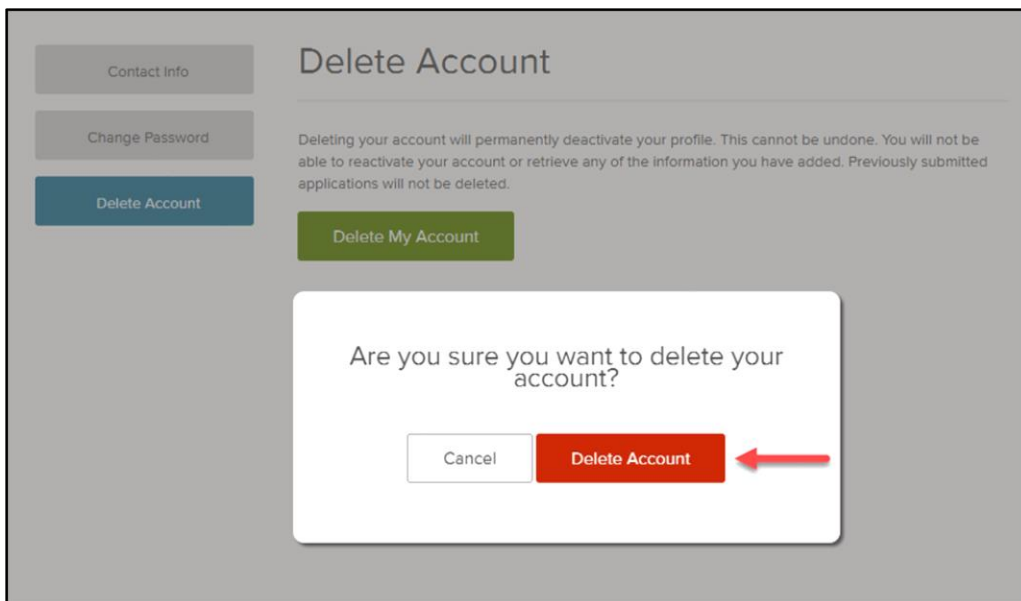 Contact Info
Change Password
Delete Account
Delete Account
Deleting your account will permanently deactivate your profile. This cannot be undone. You will not be
able to reactivate your account or retrieve any of the information you have added. Previously submitted
applications will not be deleted.
Delete My Account
Are you sure you want to delete your
account?
Cancel
Delete Account